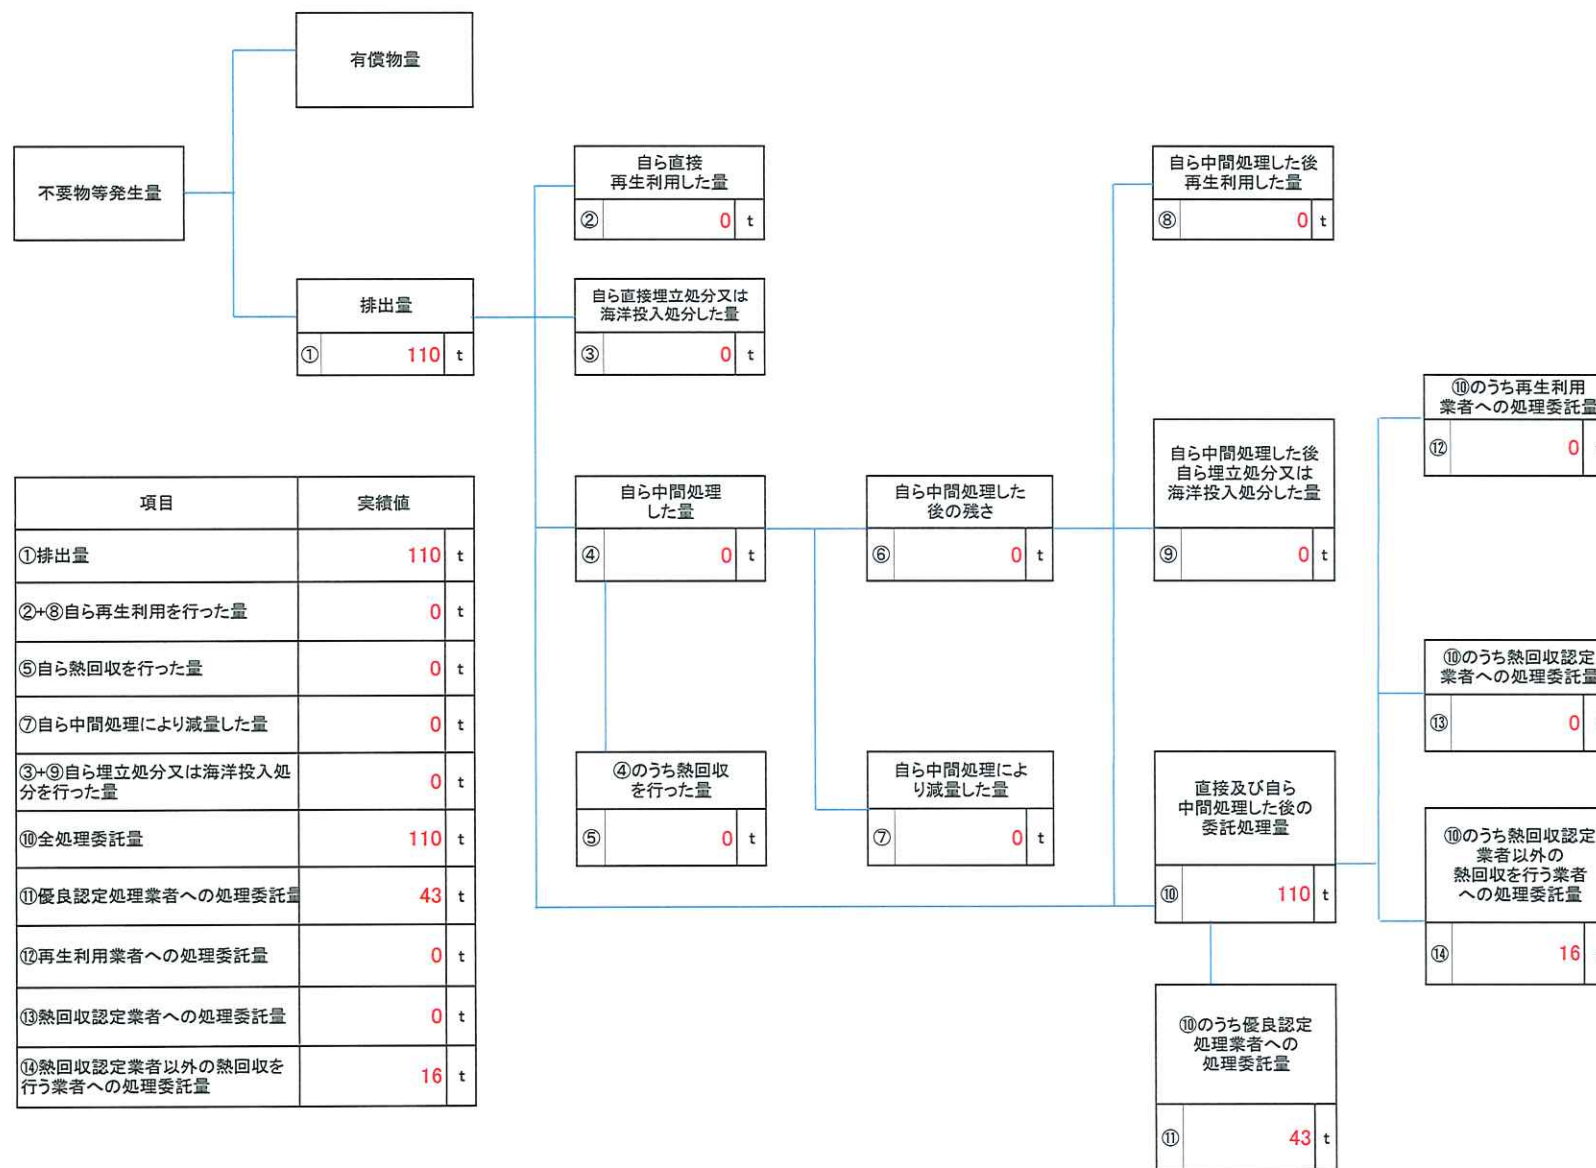 有償物量
不要物等発生量
排出量
① 110 t
自ら直接
再生利用した量
② 0 t
自ら直接埋立処分又は
海洋投入処分した量
③ 0 t
自ら中間処理
した量
④ 0 t
④のうち熱回収
を行った量
⑤ 0 t
自ら中間処理した
後の残さ
⑥ 0 t
自ら中間処理によ
り減量した量
⑦ 0 t
自ら中間処理した後
再生利用した量
⑧ 0 t
自ら中間処理した後
自ら埋立処分又は
海洋投入処分した量
⑨ 0 t
直接及び自ら
中間処理した後の
委託処理量
⑩ 110 t
⑩のうち優良認定
処理業者への
処理委託量
⑪ 43 t
⑩のうち再生利用
業者への処理委託量
⑫ 0
⑩のうち熱回収認定
業者への処理委託量
⑬ 0
⑩のうち熱回収認定
業者以外の
熱回収を行う業者
への処理委託量
⑭ 16
項目 実績値
①排出量 110 t
②+⑧自ら再生利用を行った量 0 t
⑤自ら熱回収を行った量 0 t
⑦自ら中間処理により減量した量 0 t
③+⑨自ら埋立処分又は海洋投入処
分を行った量 0 t
⑩全処理委託量 110 t
⑪優良認定処理業者への処理委託量 43 t
⑫再生利用業者への処理委託量 0 t
⑬熱回収認定業者への処理委託量 0 t
⑭熱回収認定業者以外の熱回収を
行う業者への処理委託量 16 t